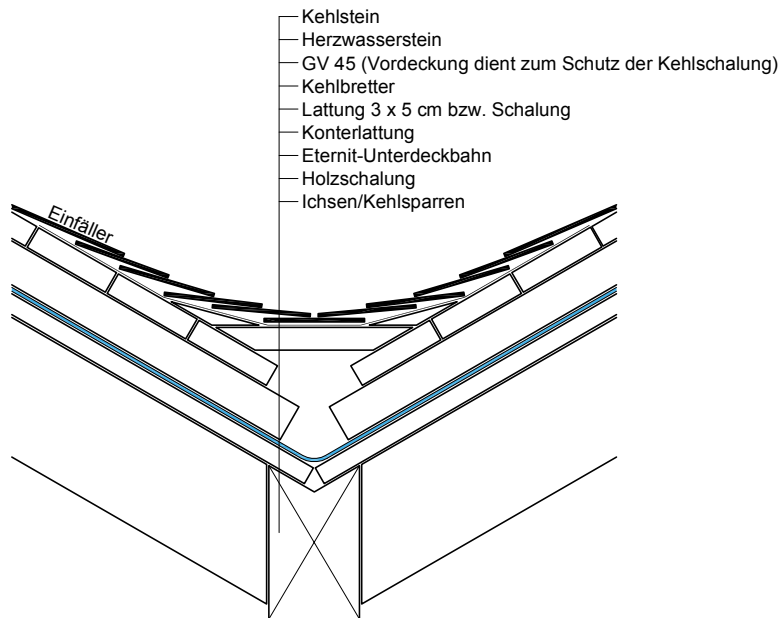 Kehlstein
Herzwasserstein
GV 45 (Vordeckung dient zum Schutz der Kehlschalung)
Kehlbretter
Lattung 3 x 5 cm bzw. Schalung
Konterlattung
Eternit-Unterdeckbahn
Holzschalung
Ichsen/Kehlsparren
Einfäller